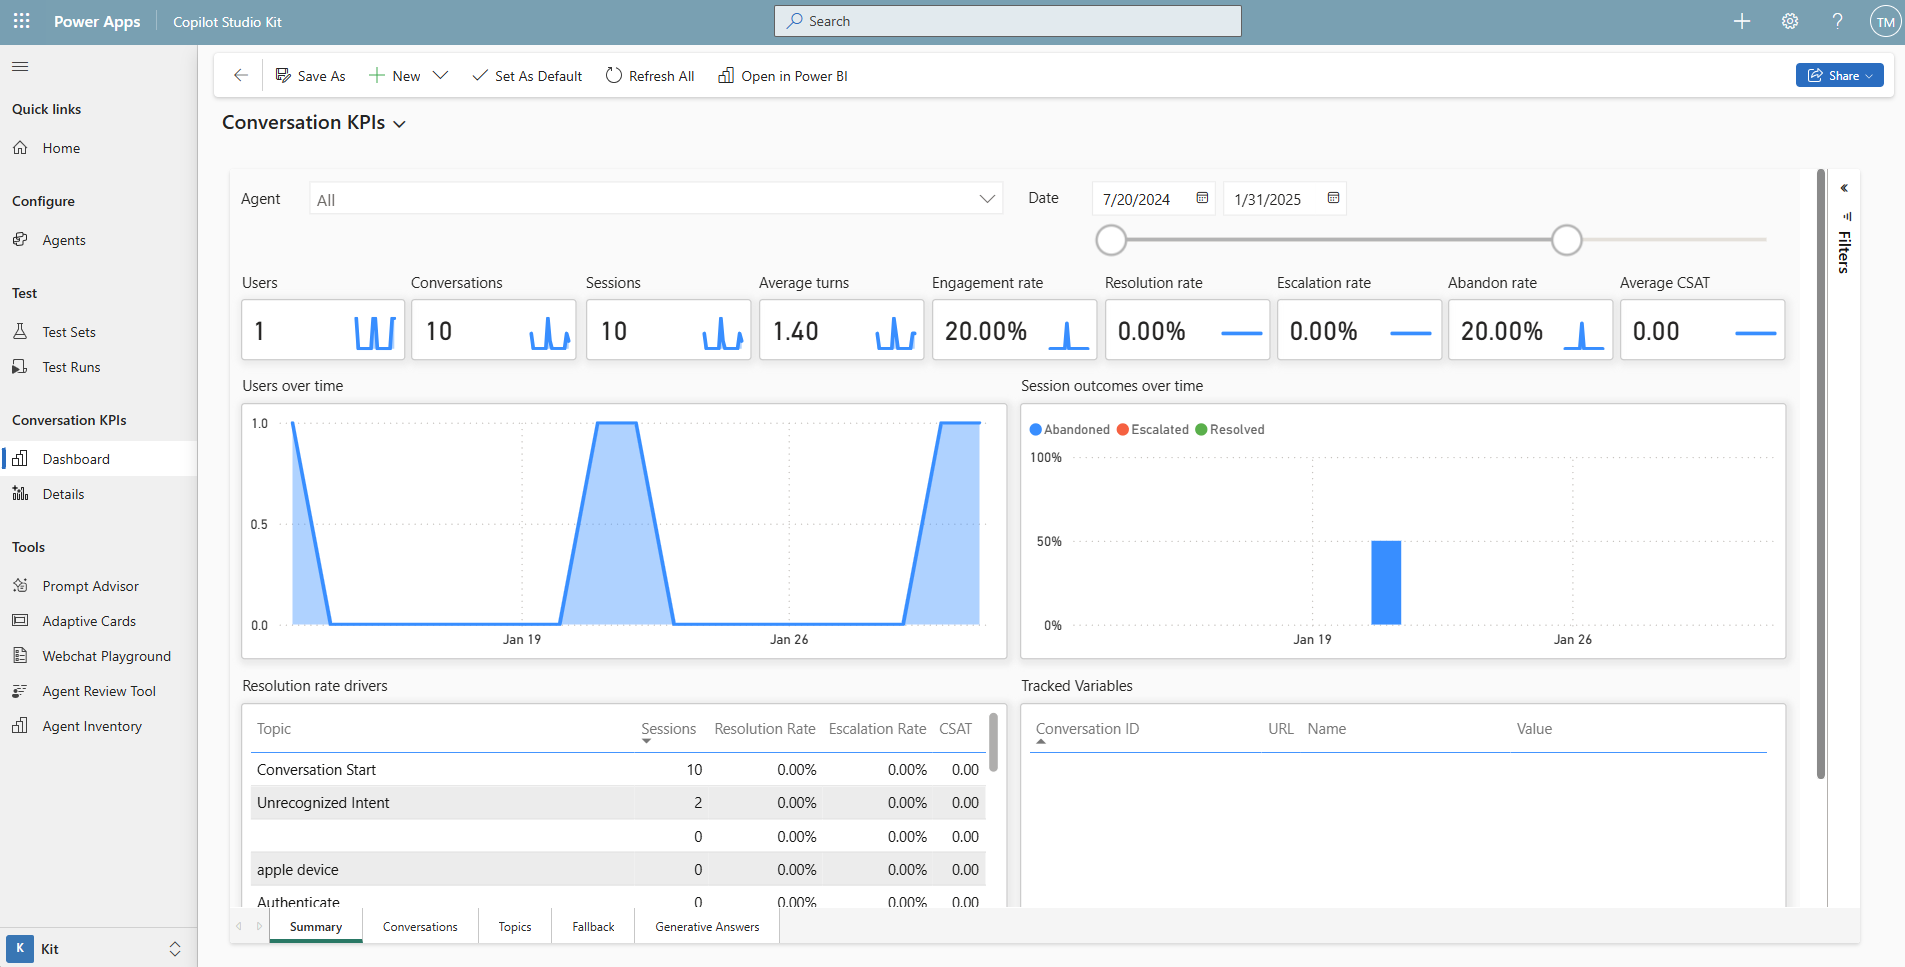 Power Apps
Copilot Studio Kit
Search
TM
Quick links
Home
Configure
Agents
Test
Test Sets
Test Runs
Conversation KPIs
Dashboard
Details
Tools
Prompt Advisor
Adaptive Cards
Webchat Playground
Agent Review Tool
Agent Inventory
K Kit
Save As New Set As Default Refresh All Open in Power BI Share
Conversation KPIs
Agent All Date 7/20/2024 1/31/2025
Filters
Users Conversations Sessions Average turns Engagement rate Resolution rate Escalation rate Abandon rate Average CSAT
1 10 10 1.40 20.00% 0.00% 0.00% 20.00% 0.00
Users over time
1.0
0.5
0.0
Jan 19 Jan 26
Session outcomes over time
Abandoned Escalated Resolved
100%
50%
0%
Jan 19 Jan 26
Resolution rate drivers
Topic Sessions Resolution Rate Escalation Rate CSAT
Conversation Start 10 0.00% 0.00% 0.00
Unrecognized Intent 2 0.00% 0.00% 0.00
0 0.00% 0.00% 0.00
apple device 0 0.00% 0.00% 0.00
Authenticate 0 0.00% 0.00% 0.00
Tracked Variables
Conversation ID URL Name Value
Summary Conversations Topics Fallback Generative Answers